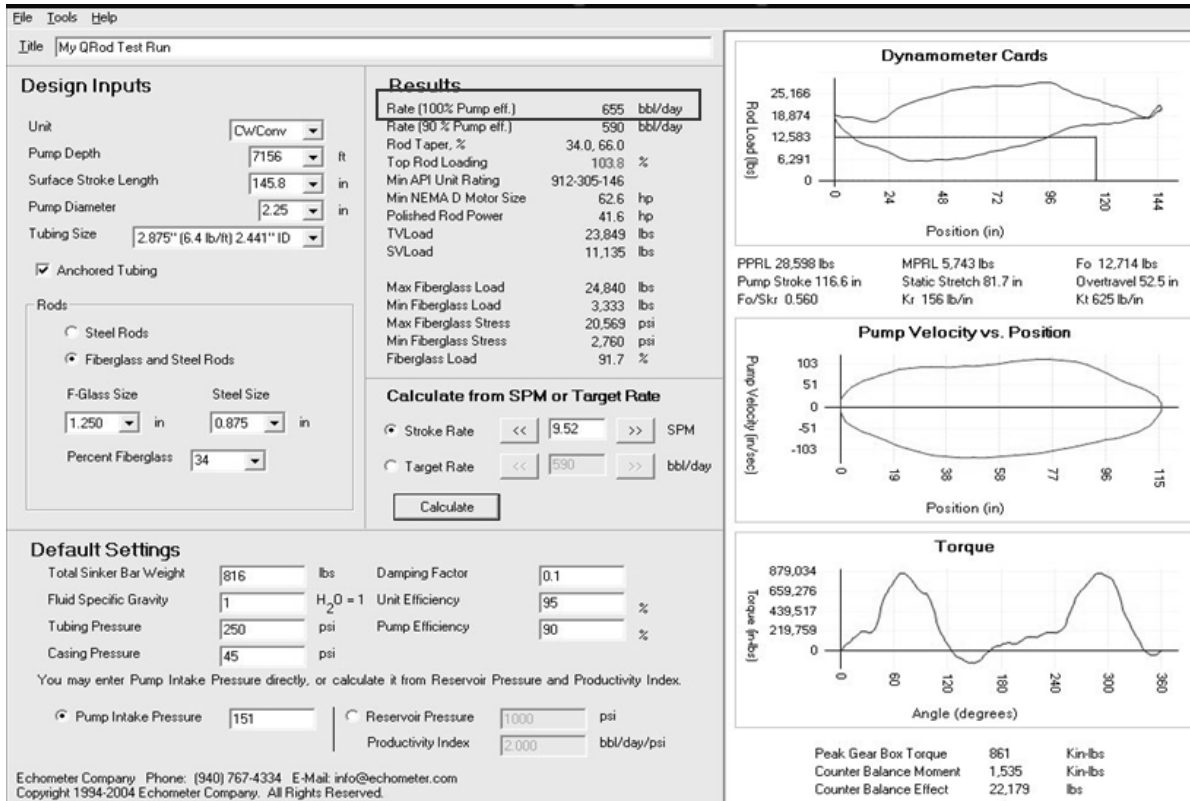 File Tools Help
Title My QRod Test Run
Design Inputs
Unit CWConv
Pump Depth 7156 ft
Surface Stroke Length 145.8 in
Pump Diameter 2.25 in
Tubing Size 2.875" (6.4 lb/ft) 2.441" ID
Anchored Tubing
Rods
Steel Rods
Fiberglass and Steel Rods
F-Glass Size Steel Size
1.250 in 0.875 in
Percent Fiberglass 34
Results
Rate (100% Pump eff.) 655 bbl/day
Rate (90 % Pump eff.) 590 bbl/day
Rod Taper, % 34.0, 66.0
Top Rod Loading 103.8 %
Min API Unit Rating 912-305-146
Min NEMA D Motor Size 62.6 hp
Polished Rod Power 41.6 hp
TVLoad 23,849 lbs
SVLoad 11,135 lbs
Max Fiberglass Load 24,840 lbs
Min Fiberglass Load 3,333 lbs
Max Fiberglass Stress 20,569 psi
Min Fiberglass Stress 2,760 psi
Fiberglass Load 91.7 %
Calculate from SPM or Target Rate
Stroke Rate << 9.52 >> SPM
Target Rate << 590 >> bbl/day
Calculate
Default Settings
Total Sinker Bar Weight 816 lbs Damping Factor 0.1
Fluid Specific Gravity 1 H2O = 1 Unit Efficiency 95 %
Tubing Pressure 250 psi Pump Efficiency 90 %
Casing Pressure 45 psi
You may enter Pump Intake Pressure directly, or calculate it from Reservoir Pressure and Productivity Index.
Pump Intake Pressure 151 Reservoir Pressure 1000 psi
Productivity Index 2.000 bbl/day/psi
Echometer Company Phone: (940) 767-4334 E-Mail: info@echometer.com
Copyright 1994-2004 Echometer Company. All Rights Reserved.
Dynamometer Cards
Rod Load (lbs)
25,166
18,874
12,583
6,291
0
0 24 48 72 96 120 144
Position (in)
PPRL 28,598 lbs MPRL 5,743 lbs Fo 12,714 lbs
Pump Stroke 116.6 in Static Stretch 81.7 in Overtravel 52.5 in
Fo/Skr 0.560 Kr 156 lb/in Kt 625 lb/in
Pump Velocity vs. Position
Pump Velocity (in/sec)
103
51
0
-51
-103
0 19 38 58 77 96 115
Position (in)
Torque
Torque (in-lbs)
879,034
659,276
439,517
219,759
0
0 60 120 180 240 300 360
Angle (degrees)
Peak Gear Box Torque 861 Kin-lbs
Counter Balance Moment 1,535 Kin-lbs
Counter Balance Effect 22,179 lbs